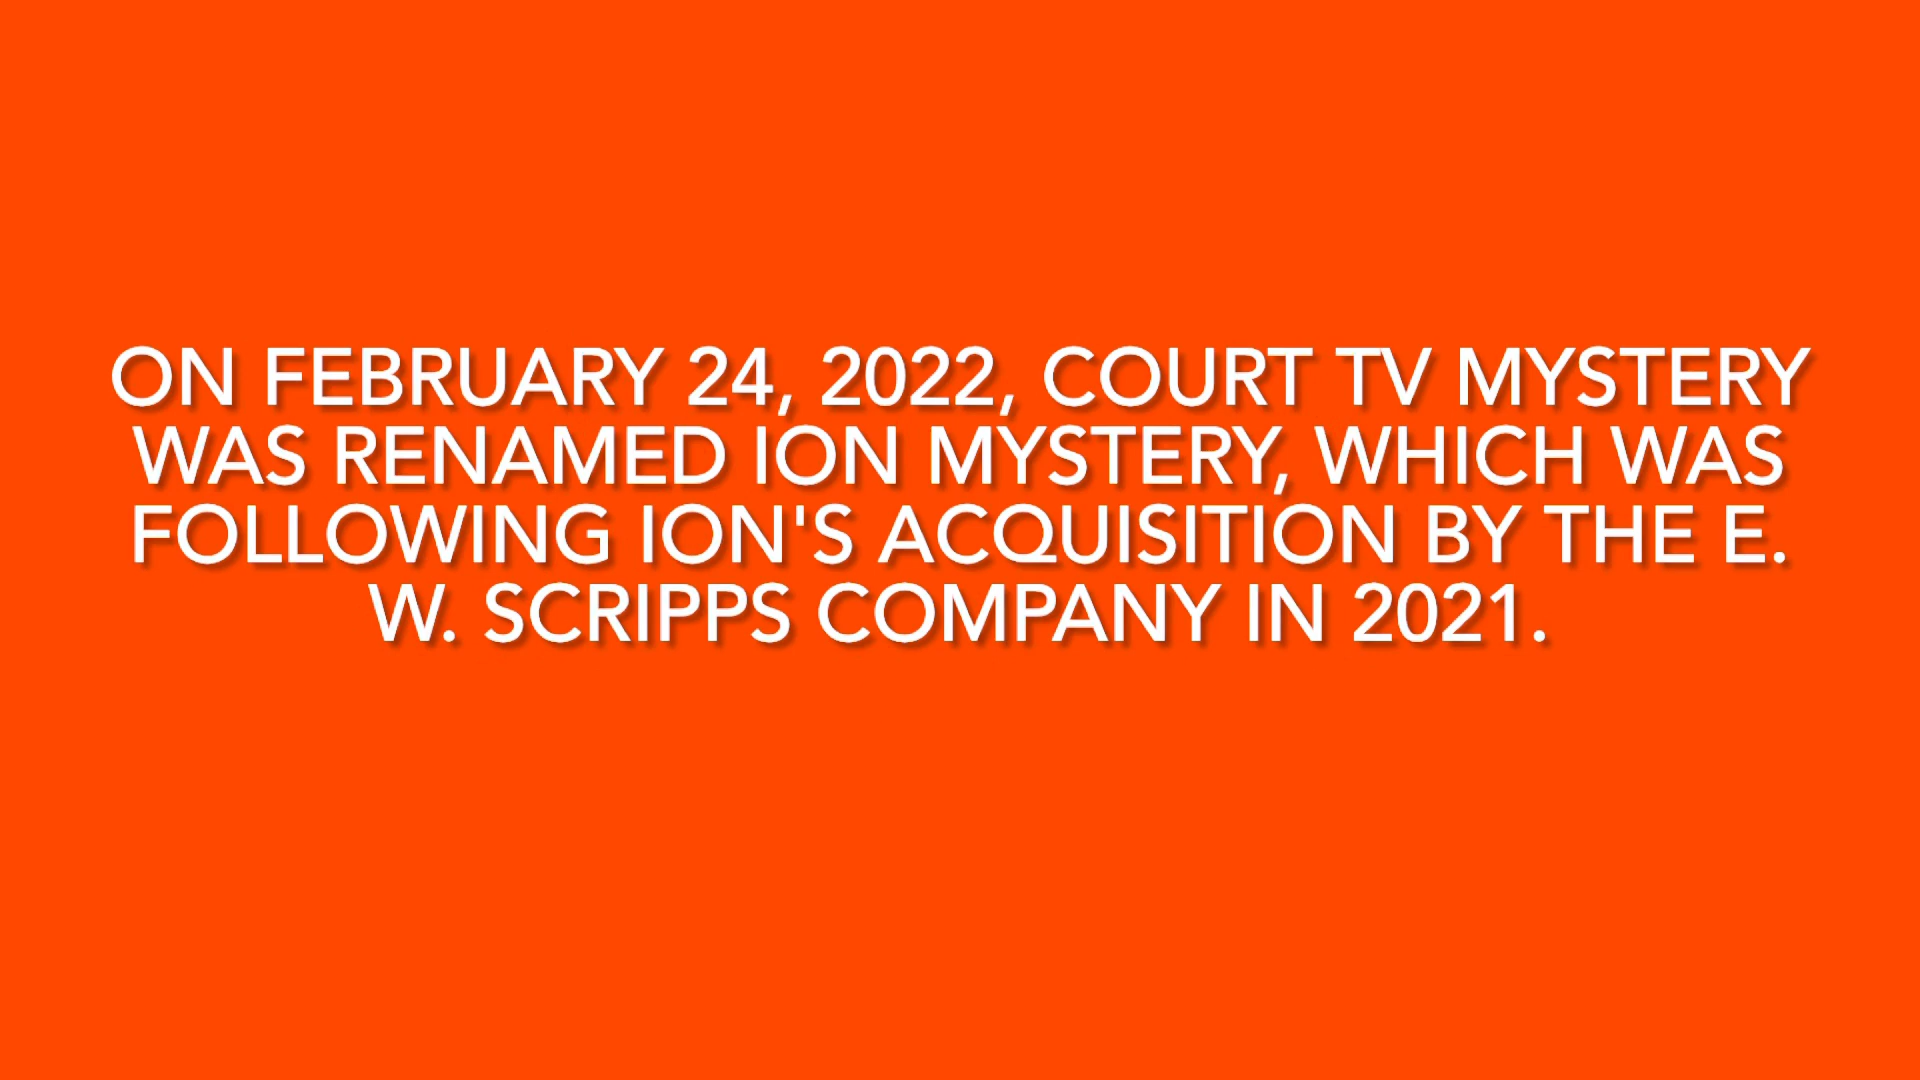 ON FEBRUARY 24, 2022, COURT TV MYSTERY
WAS RENAMED ION MYSTERY, WHICH WAS
FOLLOWING ION'S ACQUISITION BY THE E.
W. SCRIPPS COMPANY IN 2021.